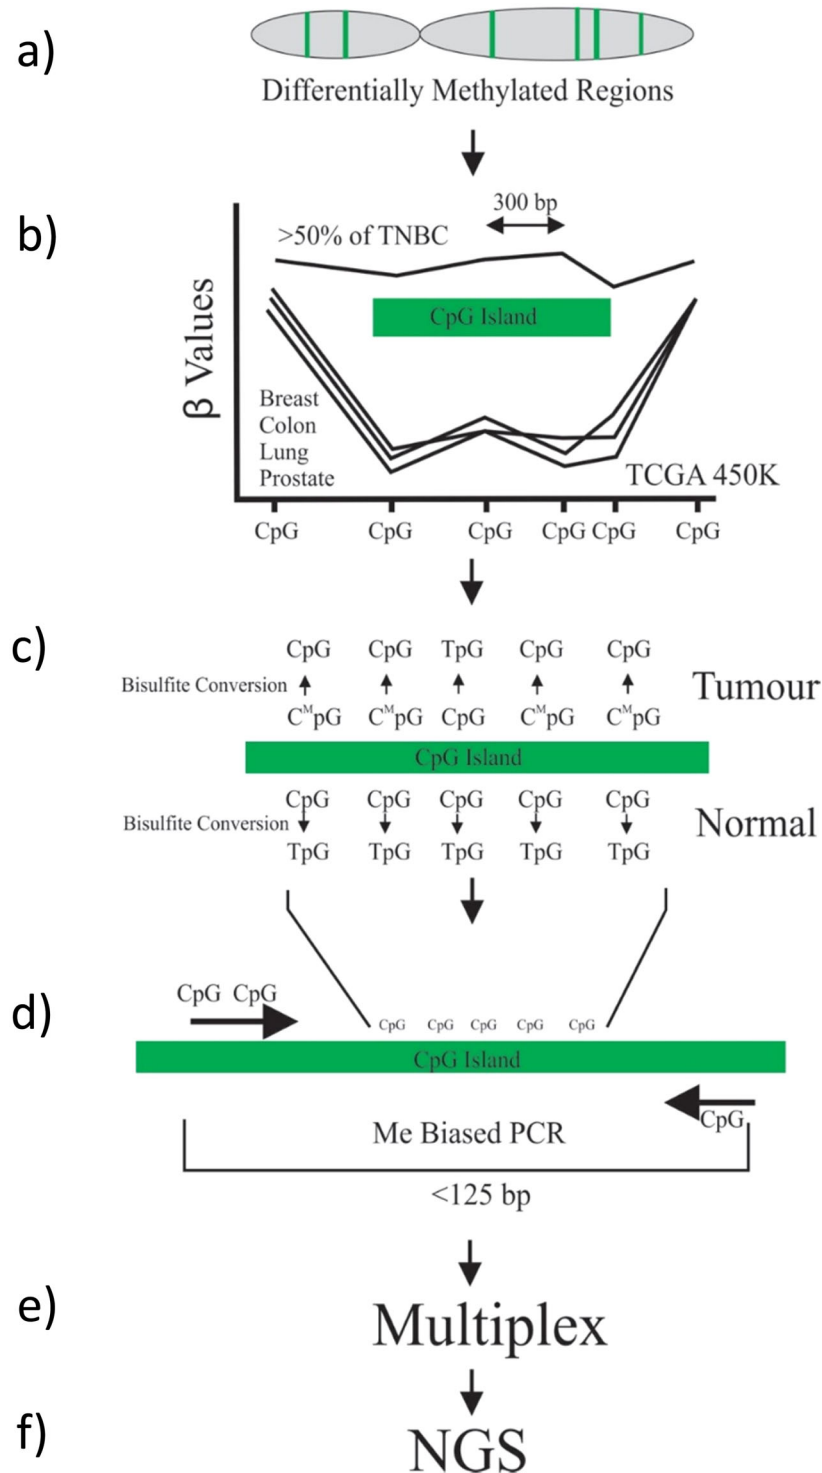 a)
Differentially Methylated Regions
b)
300 bp
>50% of TNBC
CpG Island
β Values
Breast
Colon
Lung
Prostate
TCGA 450K
CpG CpG CpG CpG CpG CpG
c)
CpG CpG TpG CpG CpG
Bisulfite Conversion
Tumour
CᴹpG CᴹpG CpG CᴹpG CᴹpG
CpG Island
CpG CpG CpG CpG CpG
Bisulfite Conversion
Normal
TpG TpG TpG TpG TpG
d)
CpG CpG
CpG CpG CpG CpG CpG
CpG Island
CpG
Me Biased PCR
<125 bp
e)
Multiplex
f)
NGS